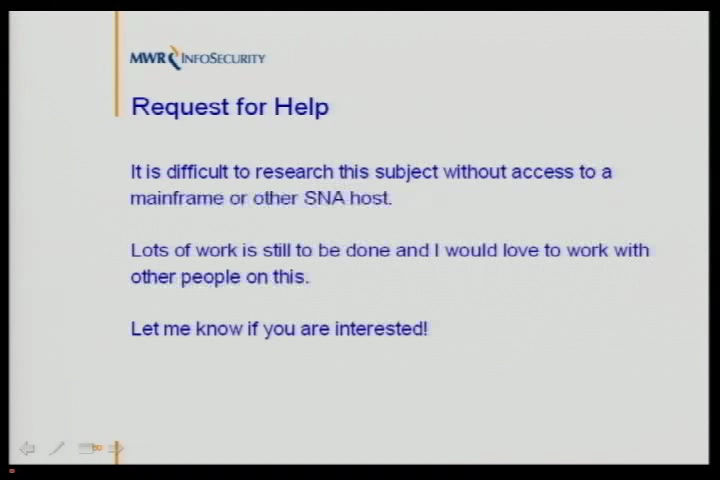 MWR INFOSECURITY
Request for Help
It is difficult to research this subject without access to a
mainframe or other SNA host.
Lots of work is still to be done and I would love to work with
other people on this.
Let me know if you are interested!